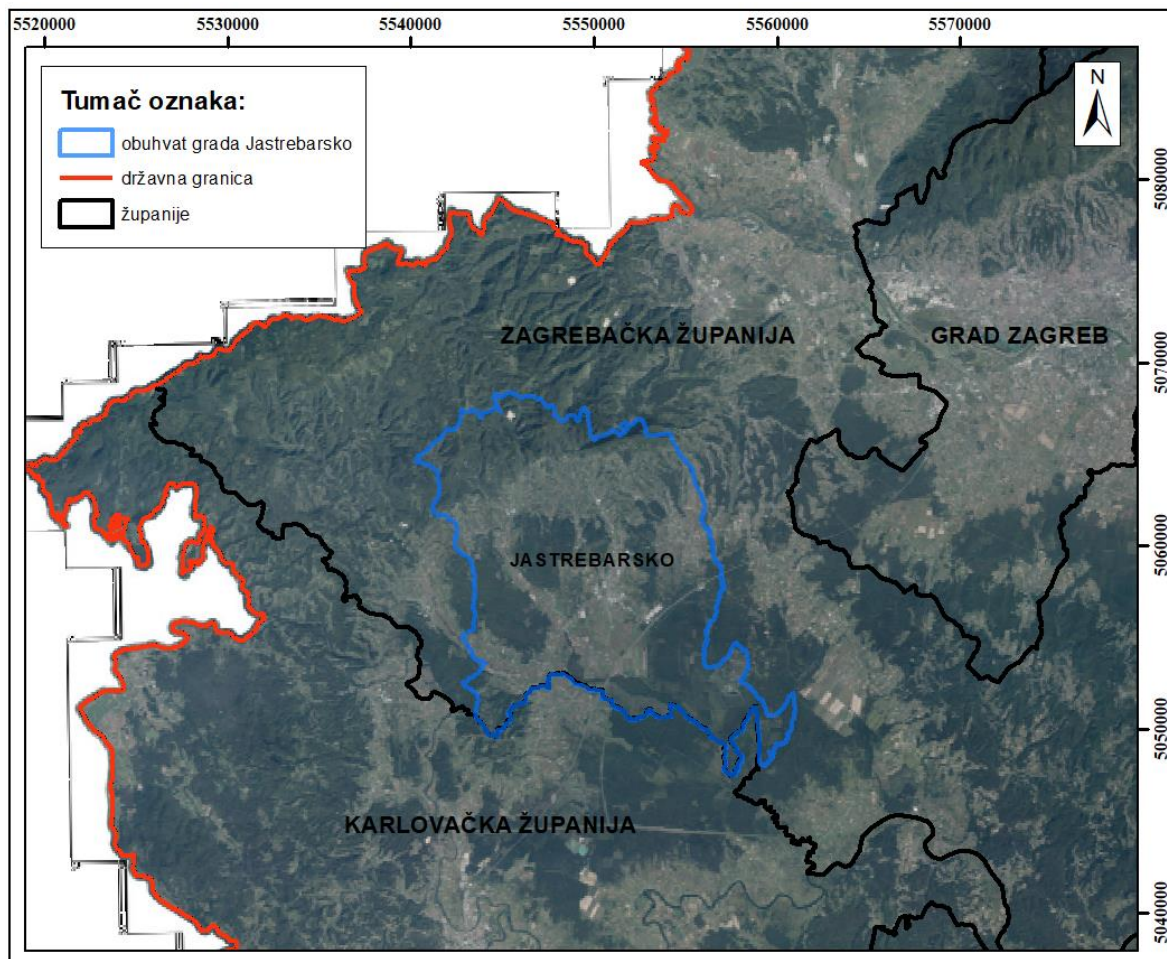 5520000 5530000 5540000 5550000 5560000 5570000
Tumač oznaka:
obuhvat grada Jastrebarsko
državna granica
županije
N
5080000
ZAGREBAČKA ŽUPANIJA
GRAD ZAGREB
5070000
JASTREBARSKO
5060000
5050000
KARLOVAČKA ŽUPANIJA
5040000